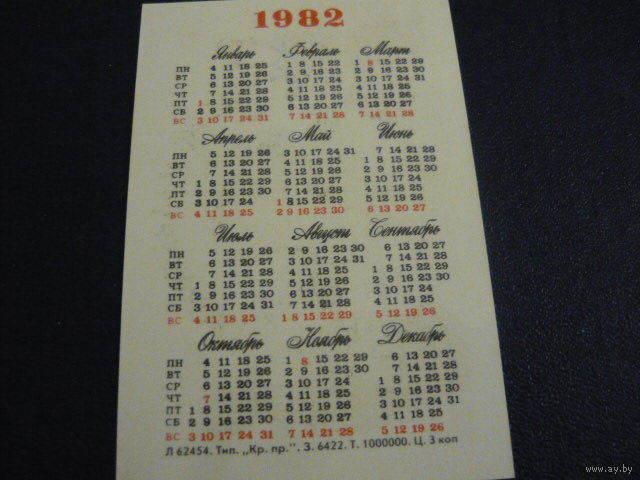 1982
Январь Февраль Март
ПН 4 11 18 25 1 8 15 22 1 8 15 22 29
ВТ 5 12 19 26 2 9 16 23 2 9 16 23 30
СР 6 13 20 27 3 10 17 24 3 10 17 24 31
ЧТ 7 14 21 28 4 11 18 25 4 11 18 25
ПТ 1 8 15 22 29 5 12 19 26 5 12 19 26
СБ 2 9 16 23 30 6 13 20 27 6 13 20 27
ВС 3 10 17 24 31 7 14 21 28 7 14 21 28
Апрель Май Июнь
ПН 5 12 19 26 3 10 17 24 31 7 14 21 28
ВТ 6 13 20 27 4 11 18 25 1 8 15 22 29
СР 7 14 21 28 5 12 19 26 2 9 16 23 30
ЧТ 1 8 15 22 29 6 13 20 27 3 10 17 24
ПТ 2 9 16 23 30 7 14 21 28 4 11 18 25
СБ 3 10 17 24 1 8 15 22 29 5 12 19 26
ВС 4 11 18 25 2 9 16 23 30 6 13 20 27
Июль Август Сентябрь
ПН 5 12 19 26 2 9 16 23 30 6 13 20 27
ВТ 6 13 20 27 3 10 17 24 31 7 14 21 28
СР 7 14 21 28 4 11 18 25 1 8 15 22 29
ЧТ 1 8 15 22 29 5 12 19 26 2 9 16 23 30
ПТ 2 9 16 23 30 6 13 20 27 3 10 17 24
СБ 3 10 17 24 31 7 14 21 28 4 11 18 25
ВС 4 11 18 25 1 8 15 22 29 5 12 19 26
Октябрь Ноябрь Декабрь
ПН 4 11 18 25 1 8 15 22 29 6 13 20 27
ВТ 5 12 19 26 2 9 16 23 30 7 14 21 28
СР 6 13 20 27 3 10 17 24 1 8 15 22 29
ЧТ 7 14 21 28 4 11 18 25 2 9 16 23 30
ПТ 1 8 15 22 29 5 12 19 26 3 10 17 24 31
СБ 2 9 16 23 30 6 13 20 27 4 11 18 25
ВС 3 10 17 24 31 7 14 21 28 5 12 19 26
Л 62454. Тип. „Кр. пр.". З. 6422. Т. 1000000. Ц. 3 коп
www.ay.by